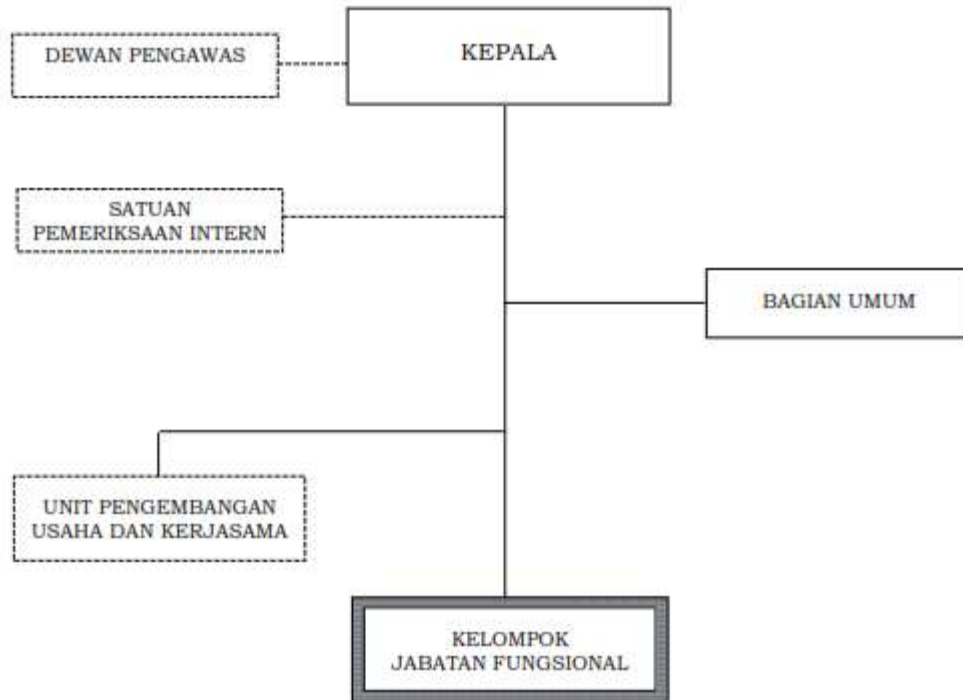 DEWAN PENGAWAS
KEPALA
SATUAN
PEMERIKSAAN INTERN
BAGIAN UMUM
UNIT PENGEMBANGAN
USAHA DAN KERJASAMA
KELOMPOK
JABATAN FUNGSIONAL